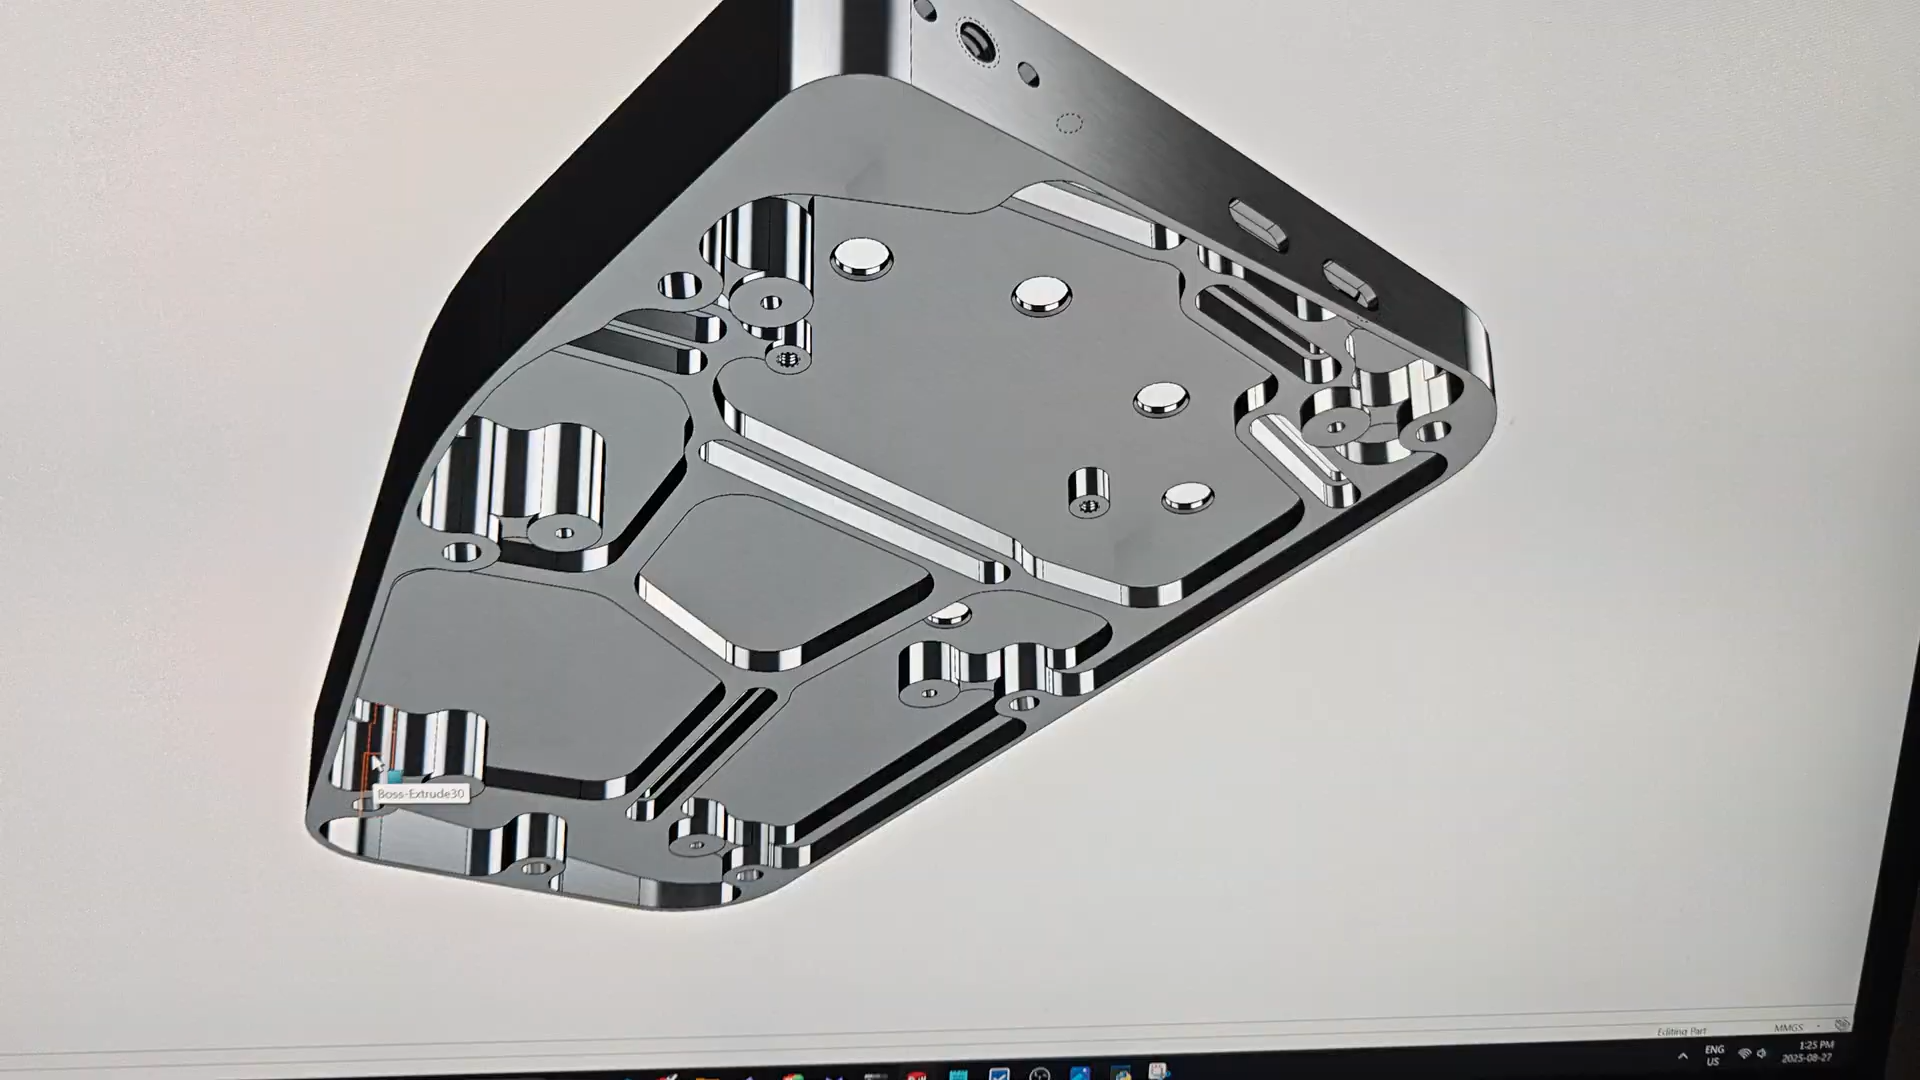 Boss-Extrude30
Editing Part
MMGS
ENG
US
1:25 PM
2025-08-27